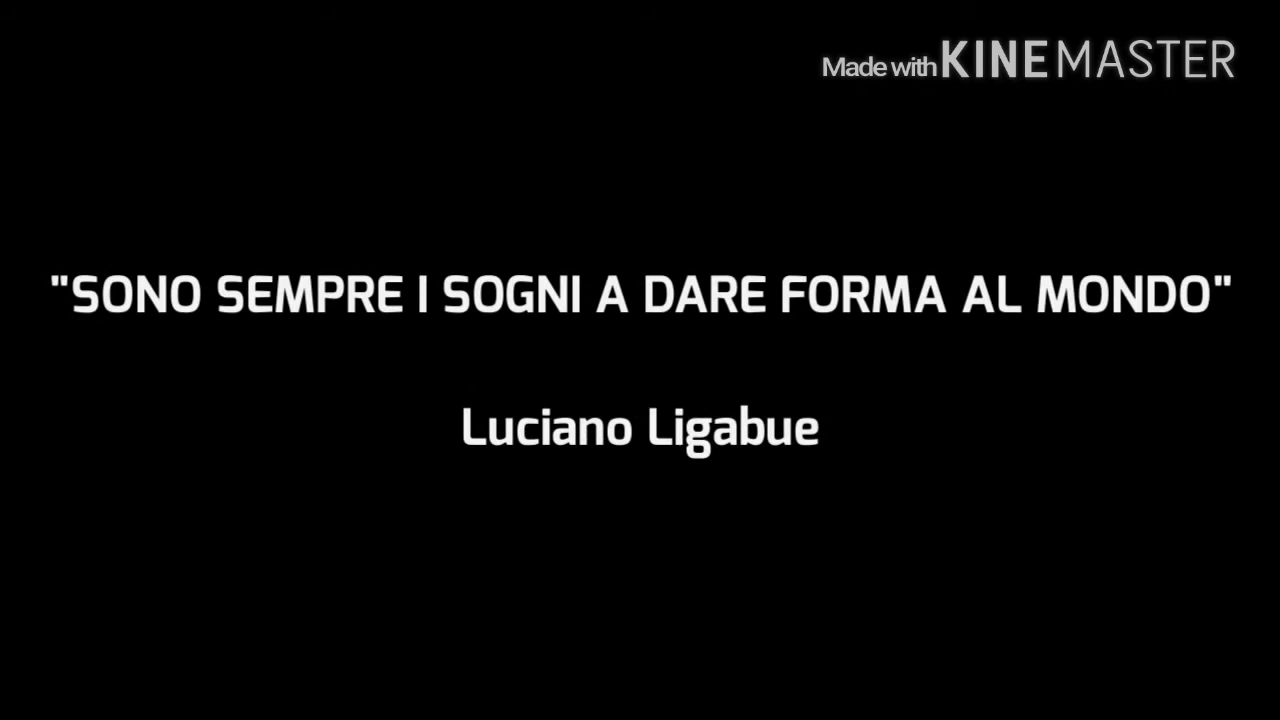 Made with KINEMASTER
"SONO SEMPRE I SOGNI A DARE FORMA AL MONDO"
Luciano Ligabue